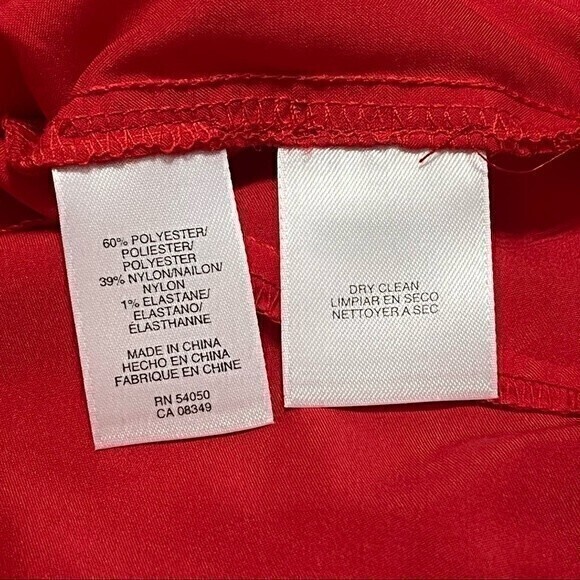 60% POLYESTER/
POLIESTER/
POLYESTER
39% NYLON/NAILON/
NYLON
1% ELASTANE/
ELASTANO/
ÉLASTHANNE
MADE IN CHINA
HECHO EN CHINA
FABRIQUE EN CHINE
RN 54050
CA 08349
DRY CLEAN
LIMPIAR EN SECO
NETTOYER A SEC